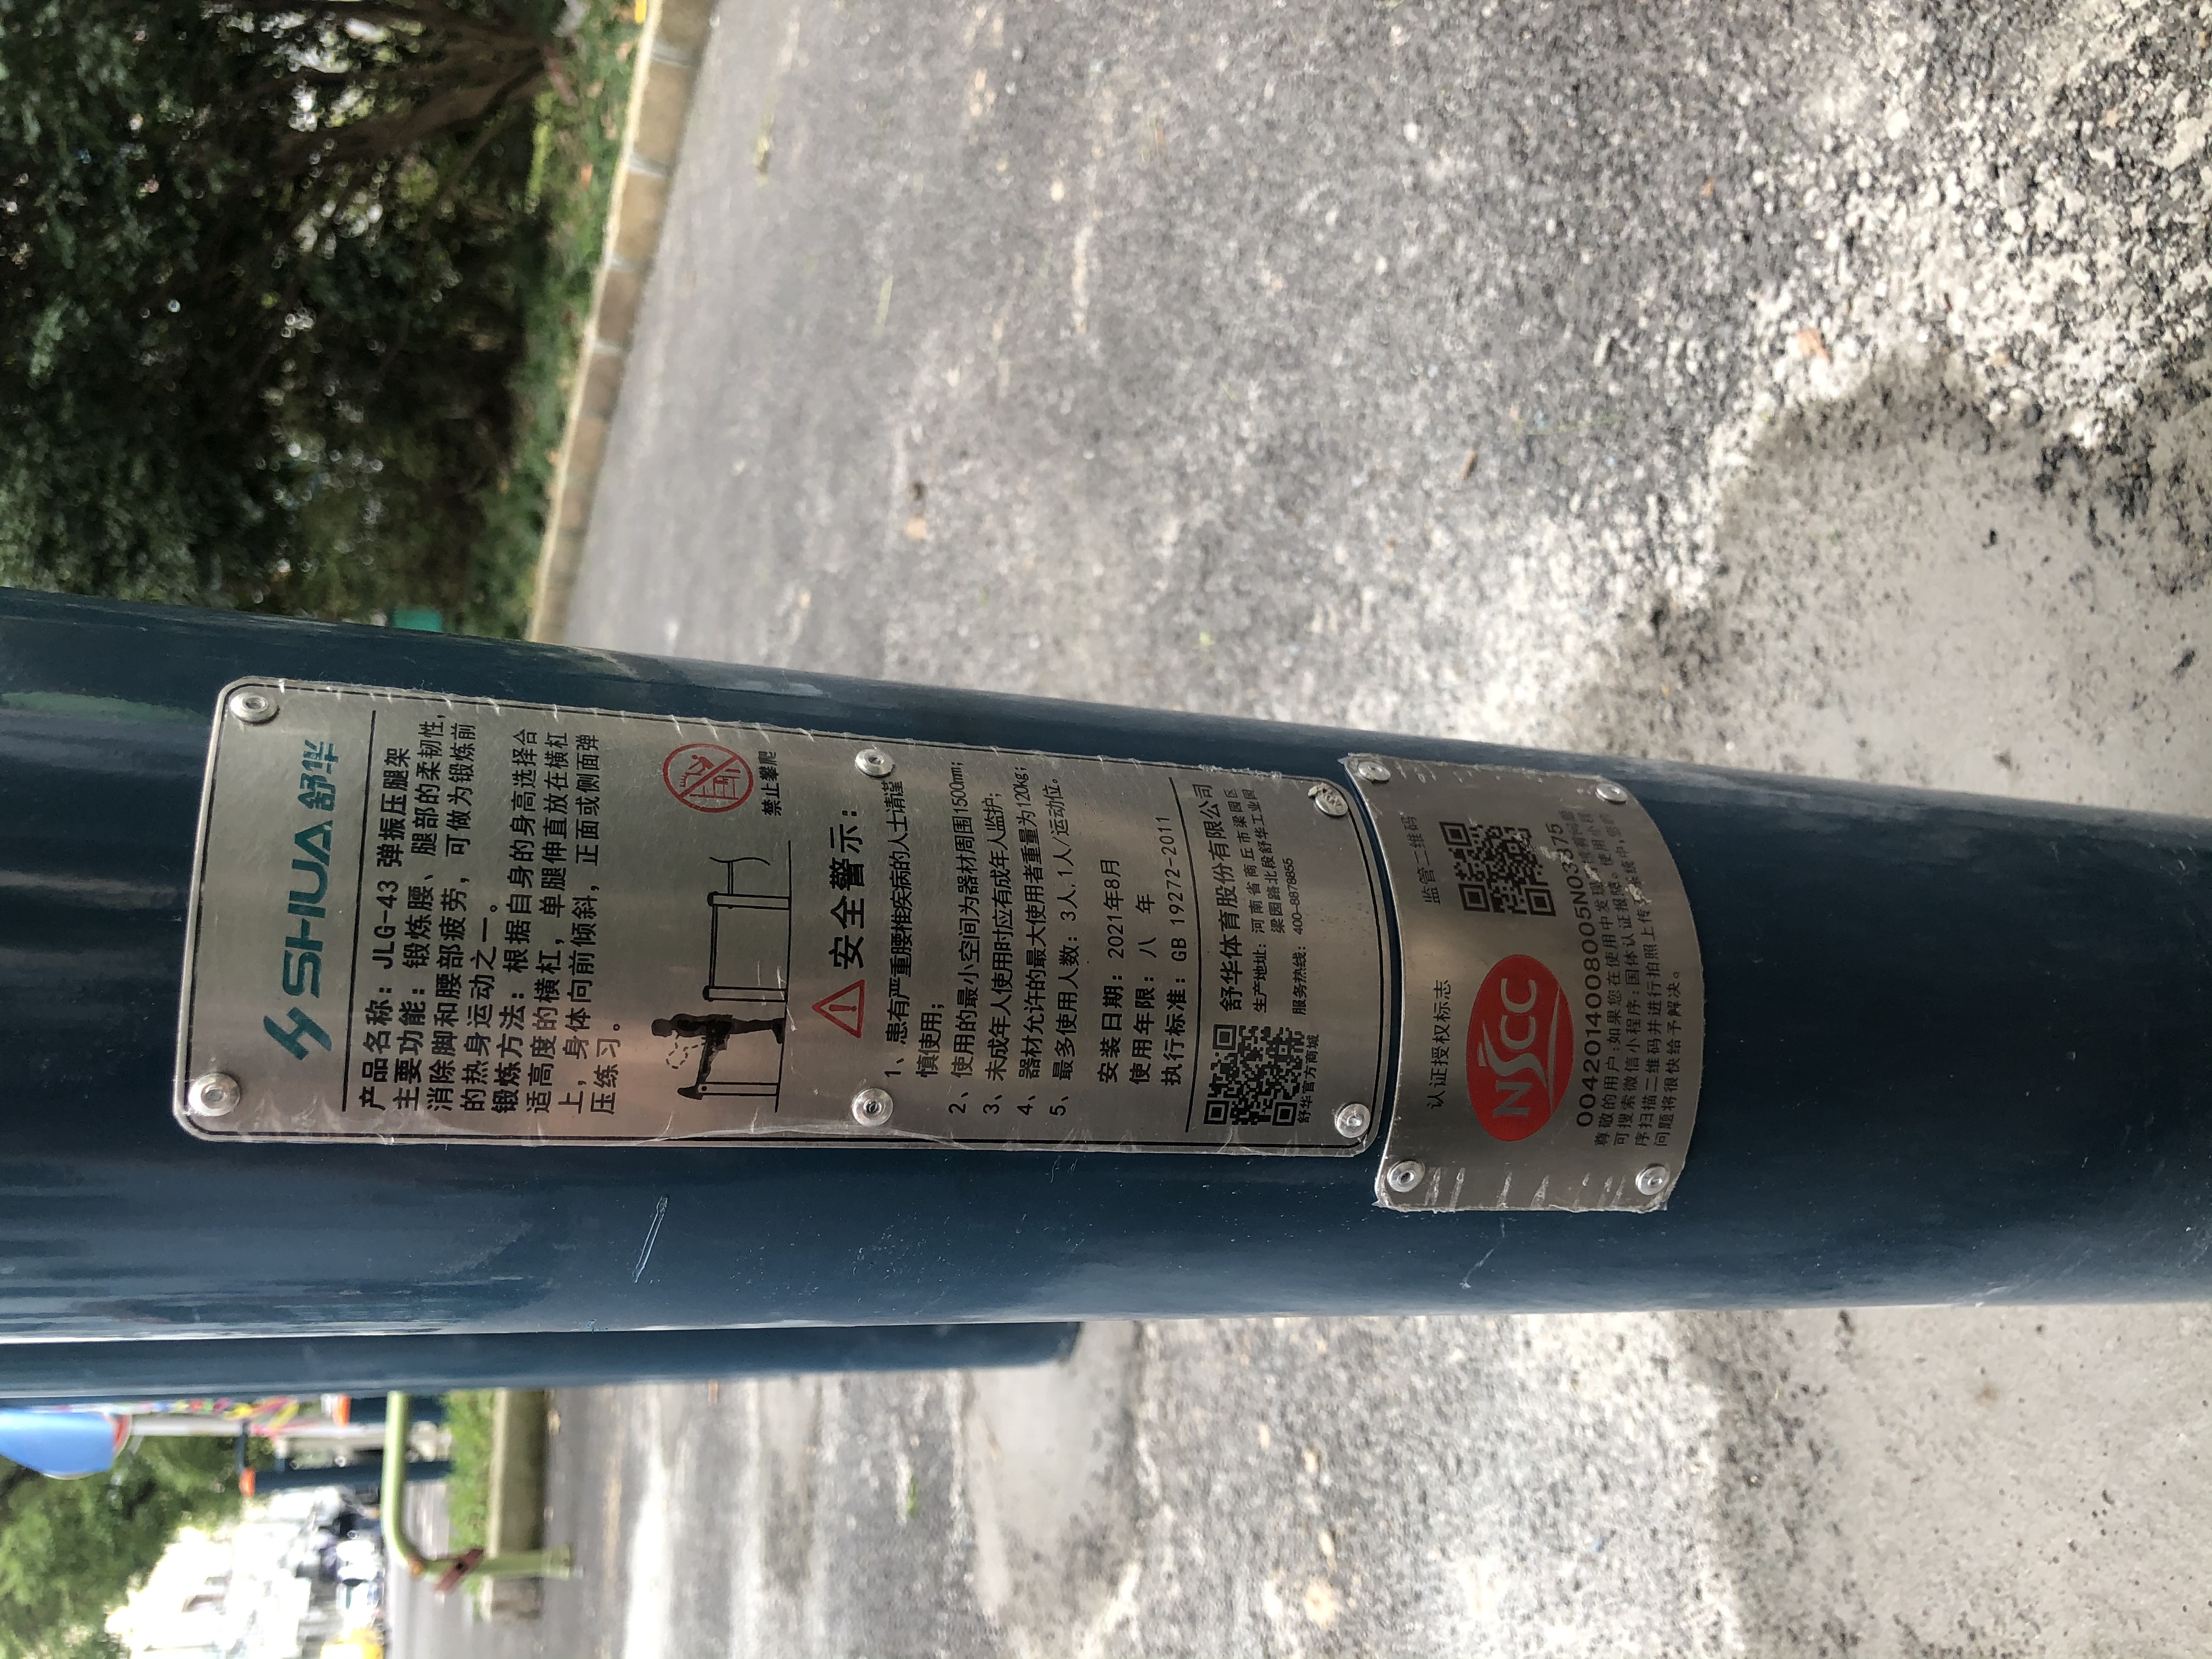 SHUA 舒华
产品名称：JLG-43 弹振压腿架
主要功能：锻炼腰、腿部的柔韧性，
消除脚和腰部疲劳，可做为锻炼前
的热身运动之一。
锻炼方法：根据自身的身高选择合
适高度的横杠，单腿伸直放在横杠
上，身体向前倾斜，正面或侧面弹
压练习。
禁止攀爬
安全警示：
1、患有严重腰椎疾病的人士请谨
慎使用；
2、使用的最小空间为器材周围1500mm；
3、未成年人使用时应有成年人监护；
4、器材允许的最大使用者重量为120kg；
5、最多使用人数：3人，1人/运动位。
安装日期：2021年8月
使用年限：八 年
执行标准：GB 19272-2011
舒华体育股份有限公司
生产地址：河南省商丘市梁园区
梁园路北段舒华工业园
服务热线：400-8878855
舒华官方商城
认证授权标志
监管二维码
NSCC
00420140080​05N033375
尊敬的用户：如果您在使用中发现
可搜索微信小程序：国体认证报障。使用小程
序扫描二维码并进行拍照上传
问题将很快给予解决。